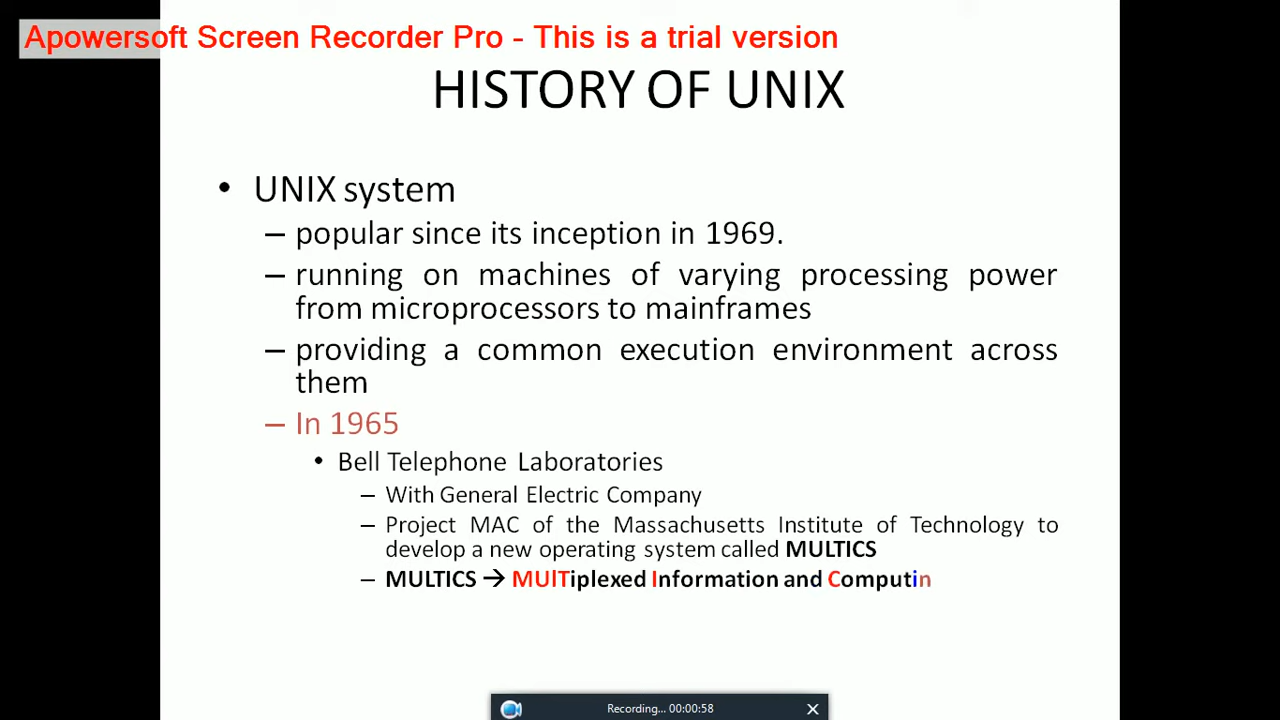 Apowersoft Screen Recorder Pro - This is a trial version
HISTORY OF UNIX
• UNIX system
– popular since its inception in 1969.
– running on machines of varying processing power
from microprocessors to mainframes
– providing a common execution environment across
them
– In 1965
• Bell Telephone Laboratories
– With General Electric Company
– Project MAC of the Massachusetts Institute of Technology to
develop a new operating system called MULTICS
– MULTICS → MUlTiplexed Information and Computin
Recording... 00:00:58